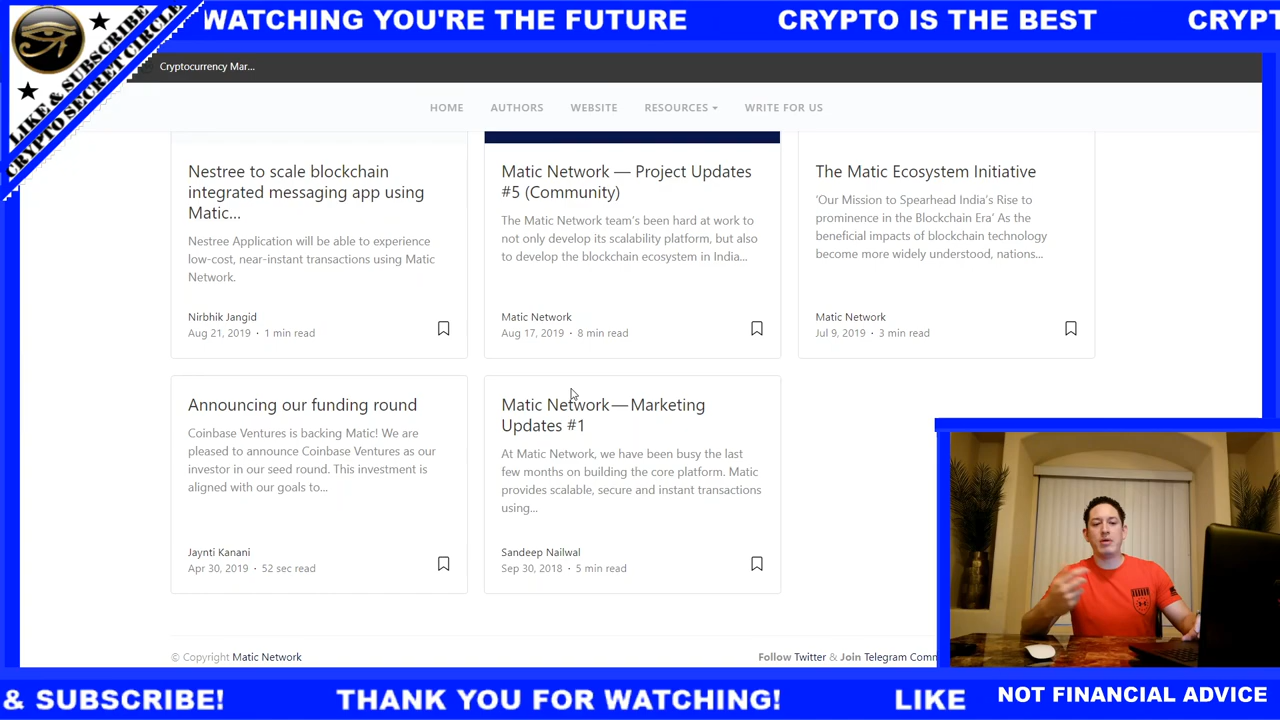 WATCHING YOU'RE THE FUTURE CRYPTO IS THE BEST CRYPT
LIKE & SUBSCRIBE
CRYPTO SECRET CIRCLE
Cryptocurrency Mar...
HOME AUTHORS WEBSITE RESOURCES WRITE FOR US
Nestree to scale blockchain
integrated messaging app using
Matic...
Nestree Application will be able to experience
low-cost, near-instant transactions using Matic
Network.
Nirbhik Jangid
Aug 21, 2019 · 1 min read
Matic Network — Project Updates
#5 (Community)
The Matic Network team's been hard at work to
not only develop its scalability platform, but also
to develop the blockchain ecosystem in India...
Matic Network
Aug 17, 2019 · 8 min read
The Matic Ecosystem Initiative
‘Our Mission to Spearhead India’s Rise to
prominence in the Blockchain Era’ As the
beneficial impacts of blockchain technology
become more widely understood, nations...
Matic Network
Jul 9, 2019 · 3 min read
Announcing our funding round
Coinbase Ventures is backing Matic! We are
pleased to announce Coinbase Ventures as our
investor in our seed round. This investment is
aligned with our goals to...
Jaynti Kanani
Apr 30, 2019 · 52 sec read
Matic Network — Marketing
Updates #1
At Matic Network, we have been busy the last
few months on building the core platform. Matic
provides scalable, secure and instant transactions
using...
Sandeep Nailwal
Sep 30, 2018 · 5 min read
© Copyright Matic Network
Follow Twitter & Join Telegram Comm
& SUBSCRIBE! THANK YOU FOR WATCHING! LIKE
NOT FINANCIAL ADVICE